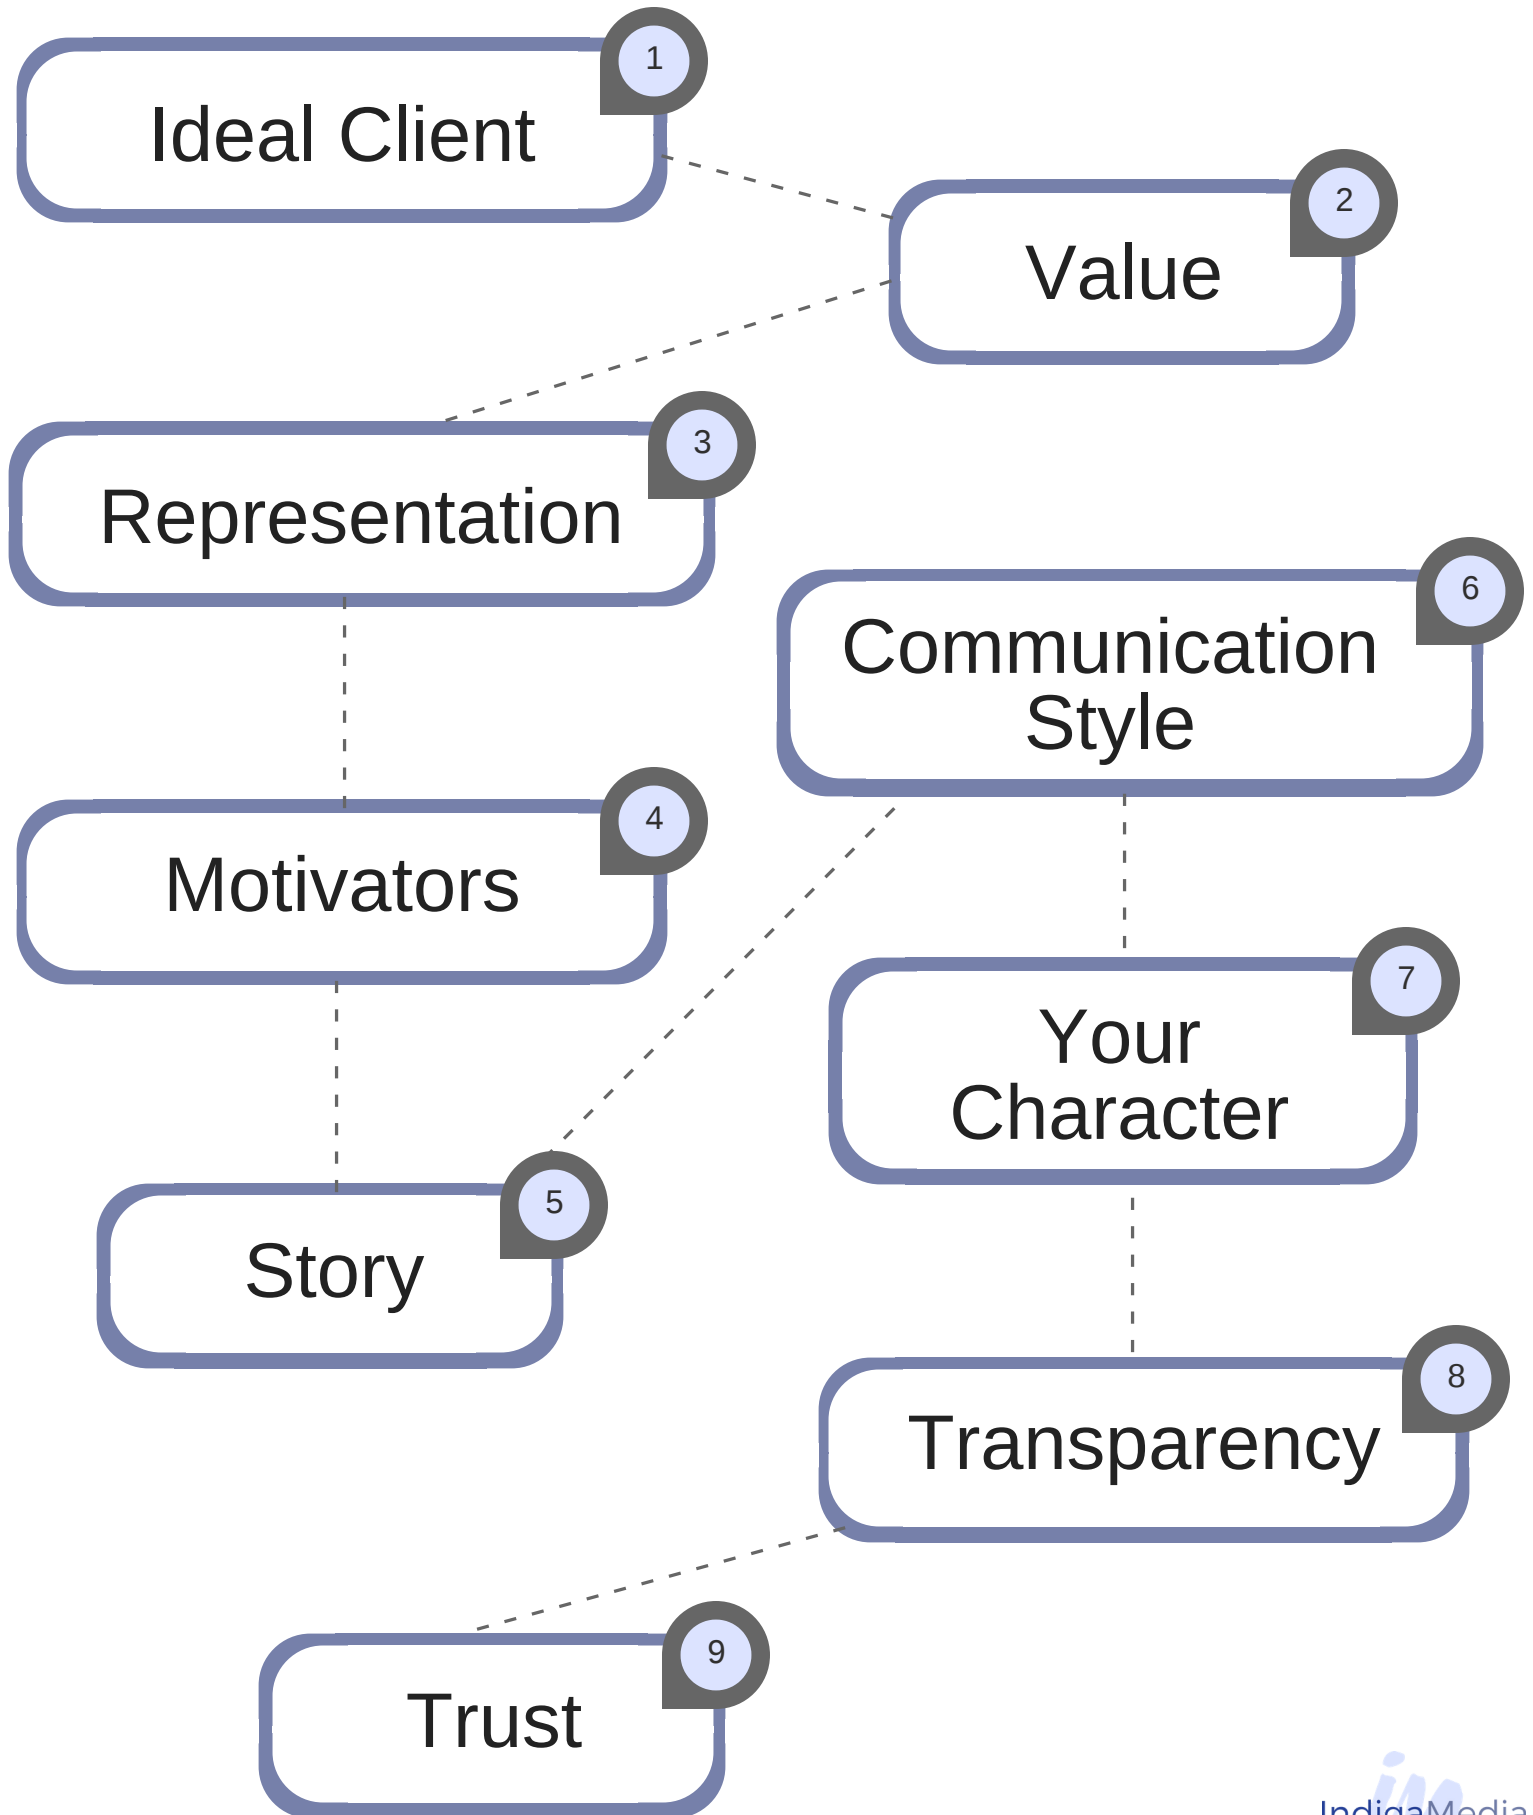 1
Ideal Client
2
Value
3
Representation
4
Motivators
5
Story
6
Communication
Style
7
Your
Character
8
Transparency
9
Trust
IndigaMedia